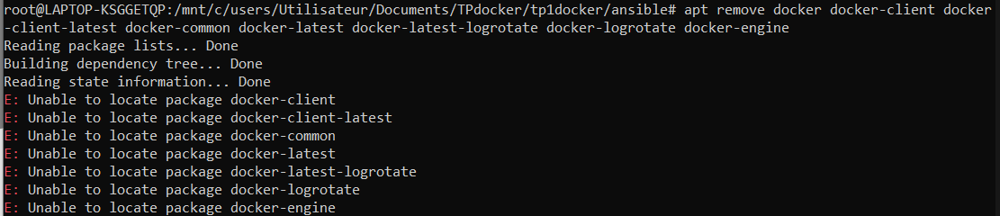 root@LAPTOP-KSGGETQP:/mnt/c/users/Utilisateur/Documents/TPdocker/tp1docker/ansible# apt remove docker docker-client docker
-client-latest docker-common docker-latest docker-latest-logrotate docker-logrotate docker-engine
Reading package lists... Done
Building dependency tree... Done
Reading state information... Done
E: Unable to locate package docker-client
E: Unable to locate package docker-client-latest
E: Unable to locate package docker-common
E: Unable to locate package docker-latest
E: Unable to locate package docker-latest-logrotate
E: Unable to locate package docker-logrotate
E: Unable to locate package docker-engine